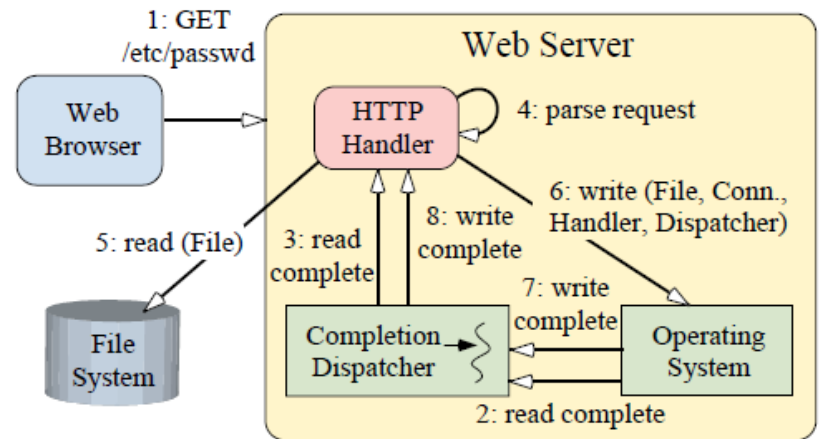 1: GET
/etc/passwd
Web Server
Web
Browser
HTTP
Handler
4: parse request
5: read (File)
3: read
complete
8: write
complete
6: write (File, Conn.,
Handler, Dispatcher)
7: write
complete
File
System
Completion
Dispatcher
Operating
System
2: read complete